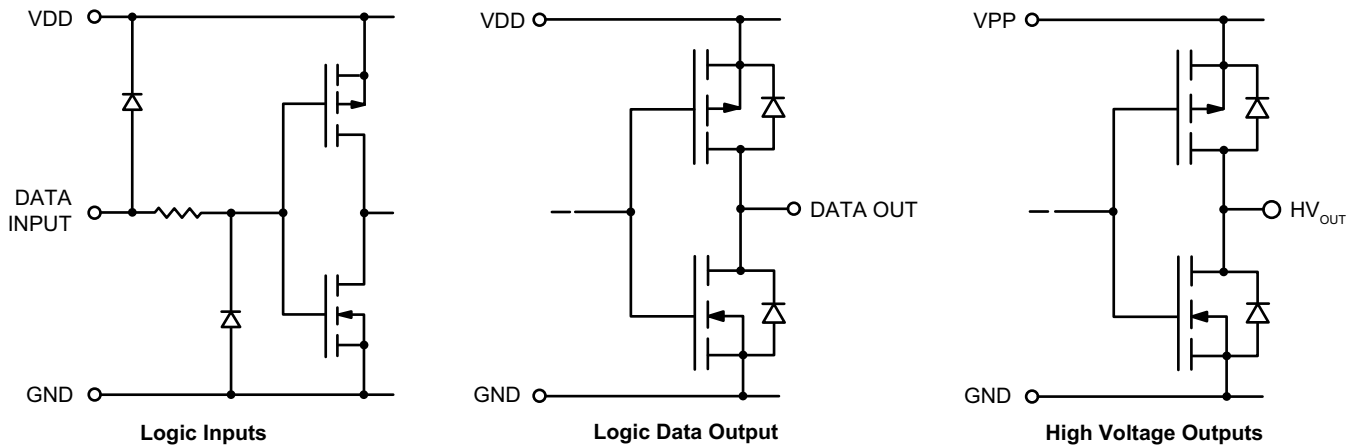 VDD
DATA
INPUT
GND
Logic Inputs
VDD
DATA OUT
GND
Logic Data Output
VPP
HVOUT
GND
High Voltage Outputs